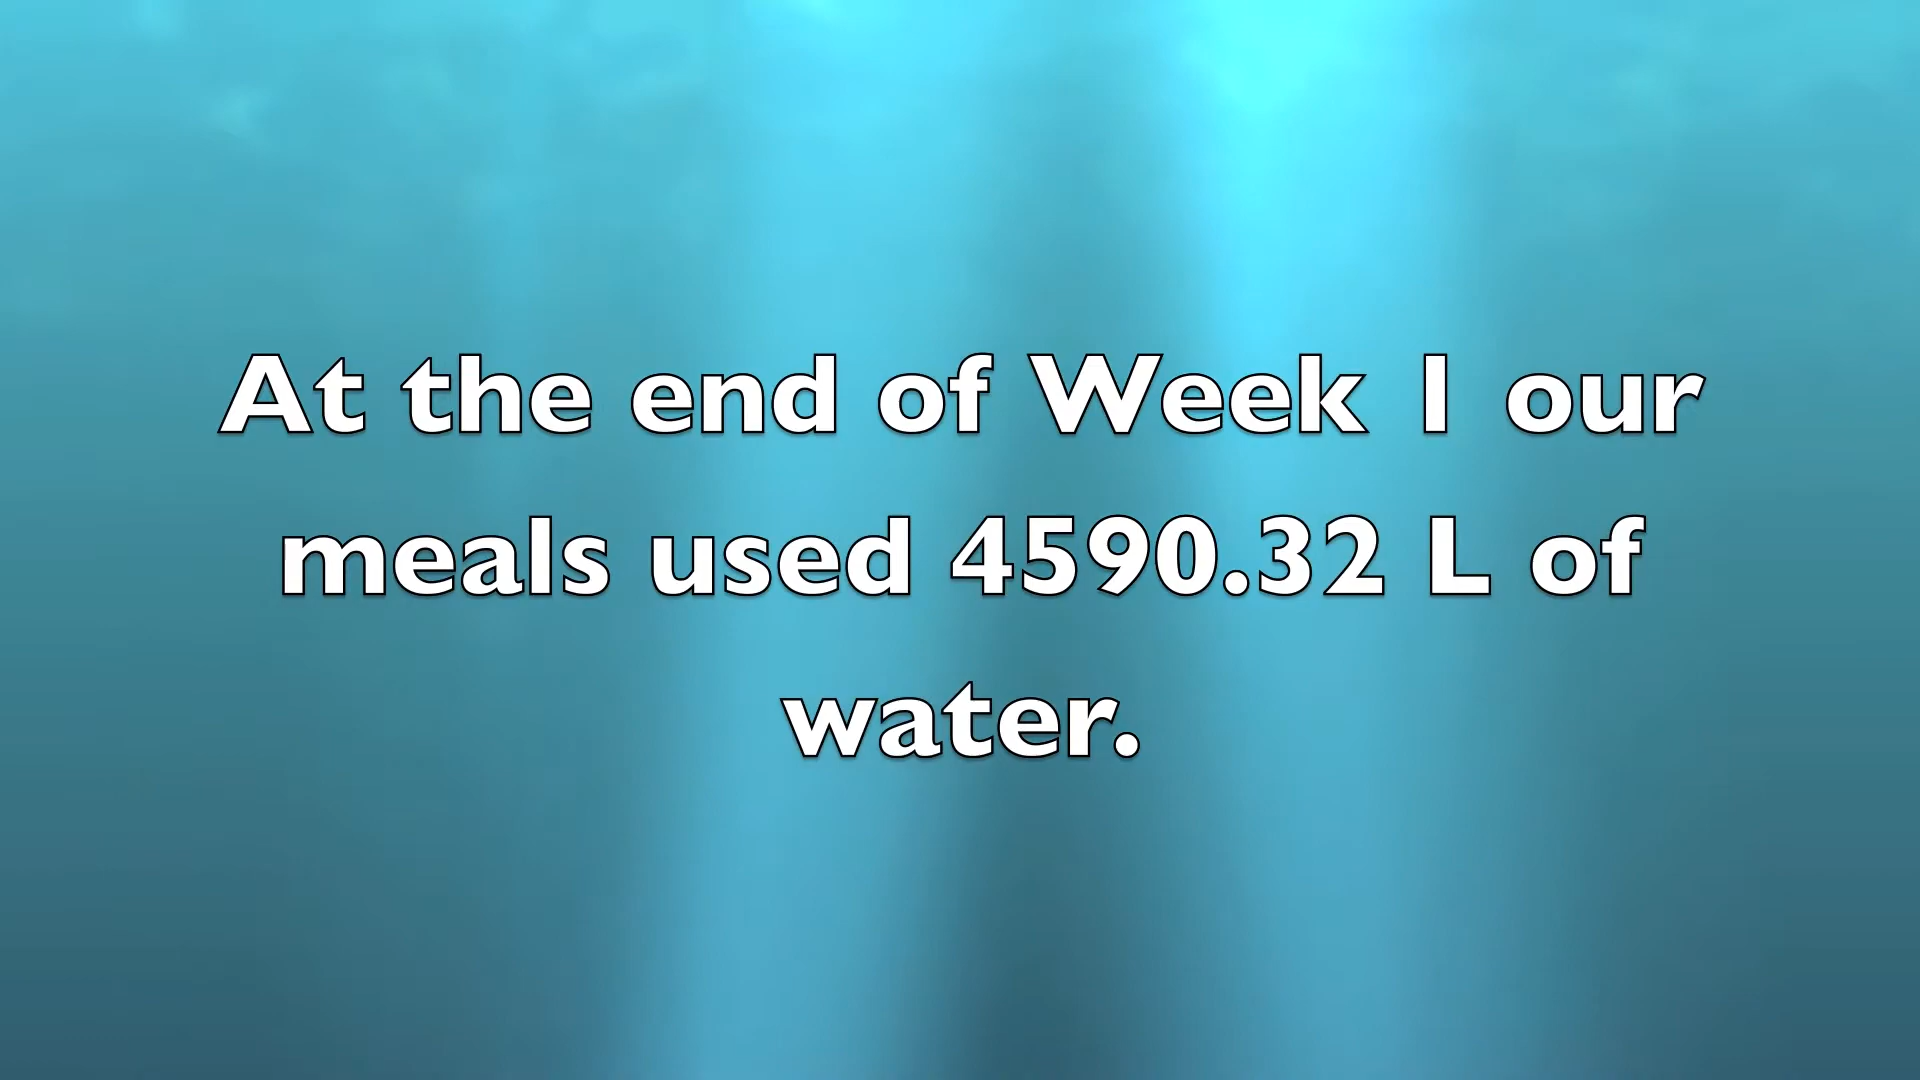 At the end of Week 1 our
meals used 4590.32 L of
water.